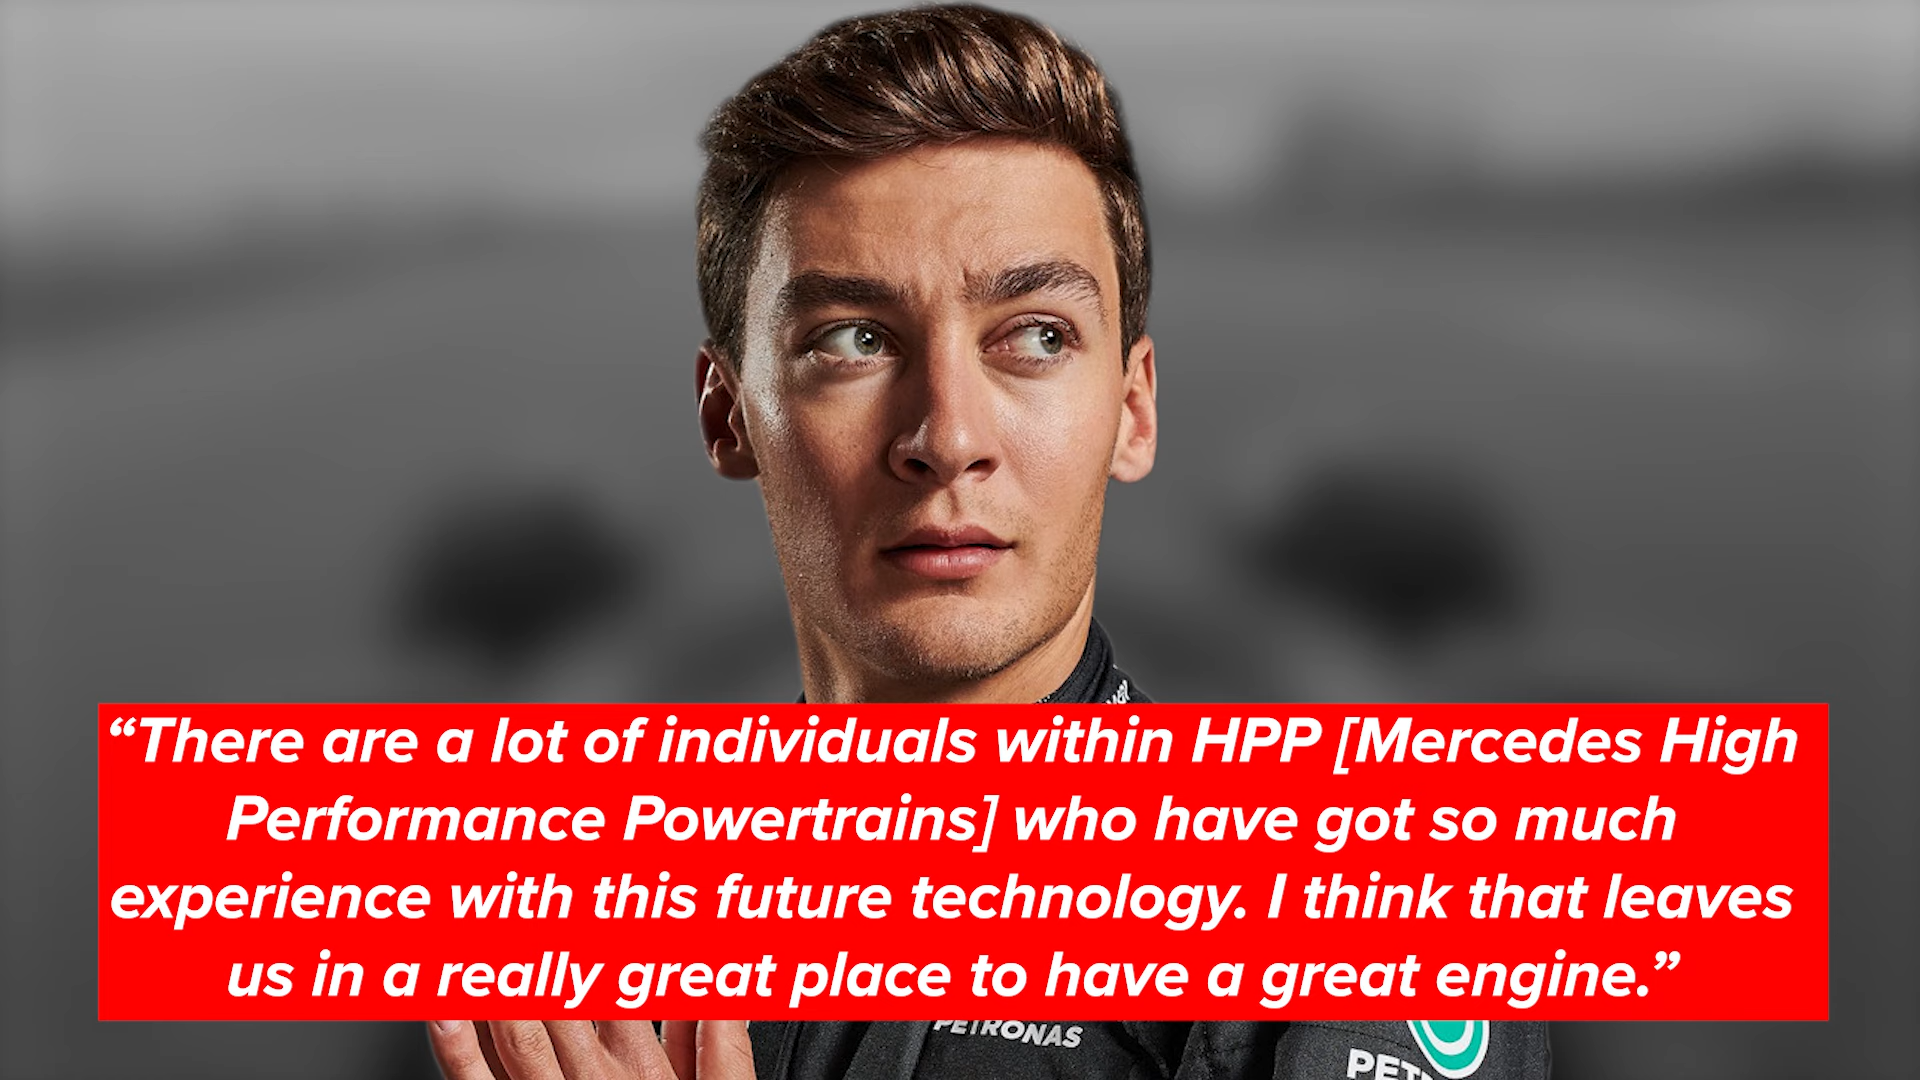 “There are a lot of individuals within HPP [Mercedes High
Performance Powertrains] who have got so much
experience with this future technology. I think that leaves
us in a really great place to have a great engine.”
PETRONAS